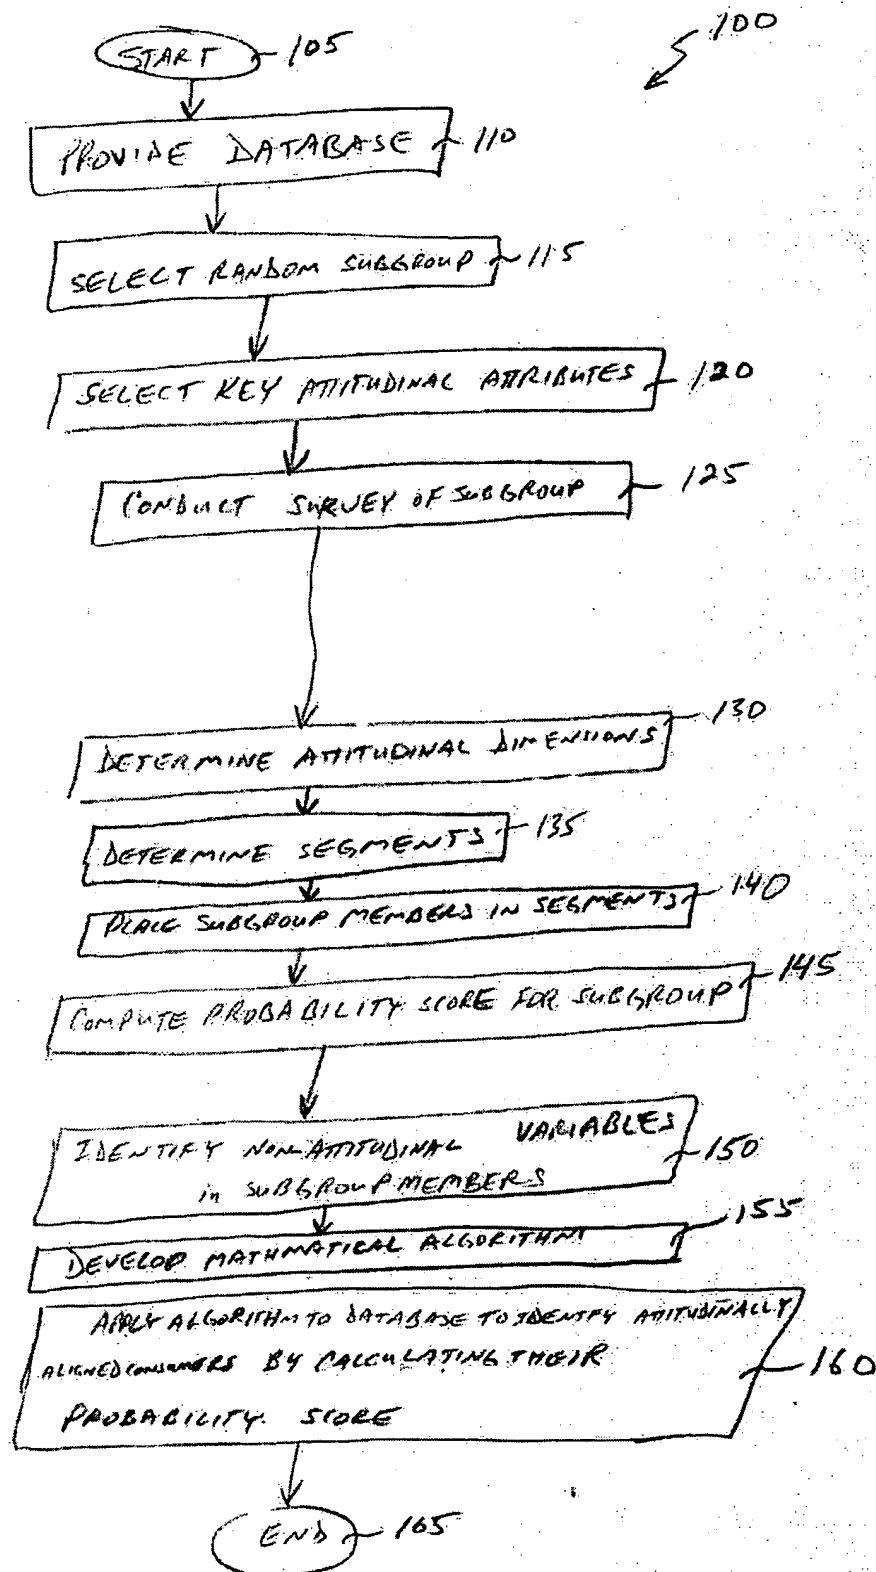 100
START 105
PROVIDE DATABASE 110
SELECT RANDOM SUBGROUP 115
SELECT KEY ATTITUDINAL ATTRIBUTES 120
CONDUCT SURVEY OF SUBGROUP 125
DETERMINE ATTITUDINAL DIMENSIONS 130
DETERMINE SEGMENTS 135
PLACE SUBGROUP MEMBERS IN SEGMENTS 140
COMPUTE PROBABILITY SCORE FOR SUBGROUP 145
IDENTIFY NON-ATTITUDINAL VARIABLES
in SUBGROUP MEMBERS 150
DEVELOP MATHMATICAL ALGORITHM 155
APPLY ALGORITHM TO DATABASE TO IDENTIFY ATTITUDINALLY
ALIGNED CONSUMERS BY CALCULATING THEIR 160
PROBABILITY SCORE
END 165